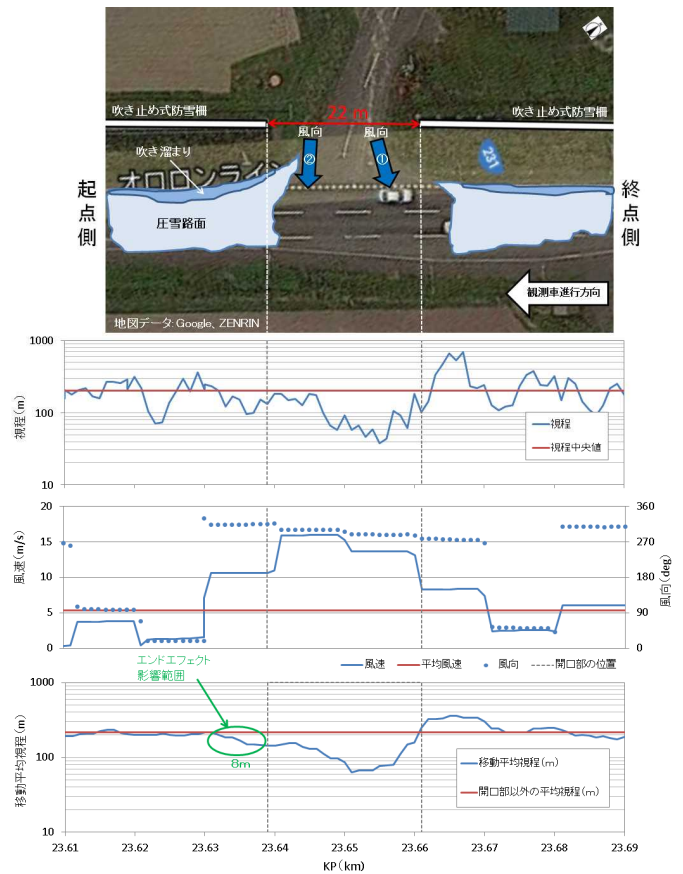 吹き止め式防雪柵
22 m
吹き止め式防雪柵
風向
風向
②
①
吹き溜まり
オロロンライン
231
起点側
終点側
圧雪路面
観測車進行方向
地図データ:Google、ZENRIN
1000
100
10
視程(m)
視程
視程中央値
20
15
10
5
0
風速(m/s)
360
270
180
90
0
風向(deg)
風速
平均風速
風向
開口部の位置
エンドエフェクト
影響範囲
8m
1000
100
10
移動平均視程(m)
移動平均視程(m)
開口部以外の平均視程(m)
23.61 23.62 23.63 23.64 23.65 23.66 23.67 23.68 23.69
KP(km)